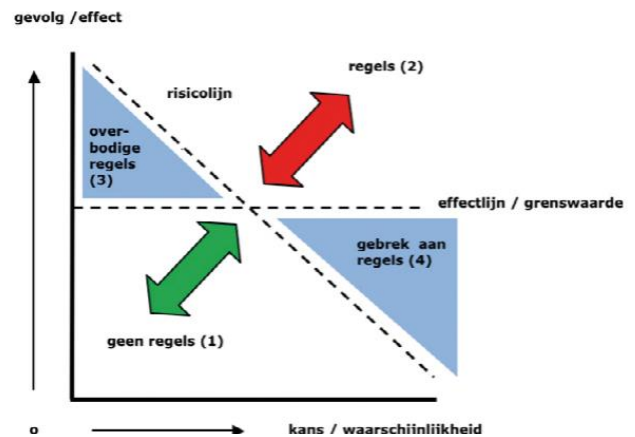 gevolg /effect
regels (2)
risicolijn
over-
bodige
regels
(3)
effectlijn / grenswaarde
gebrek aan
regels (4)
geen regels (1)
o
kans / waarschijnlijkheid